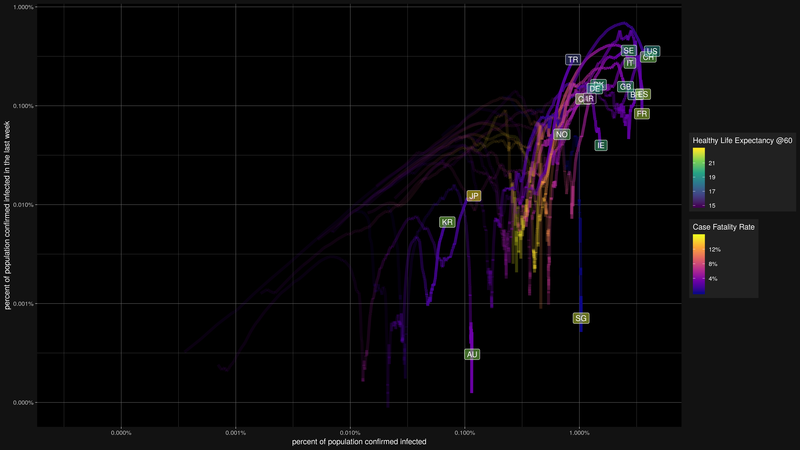 1.000%
0.100%
0.010%
0.001%
0.000%
percent of population confirmed infected in the last week
TR
SE
US
CH
IT
DE
GB
ES
IR
FR
NO
IE
JP
KR
SG
AU
0.000%
0.001%
0.010%
0.100%
1.000%
percent of population confirmed infected
Healthy Life Expectancy @60
21
19
17
15
Case Fatality Rate
12%
8%
4%